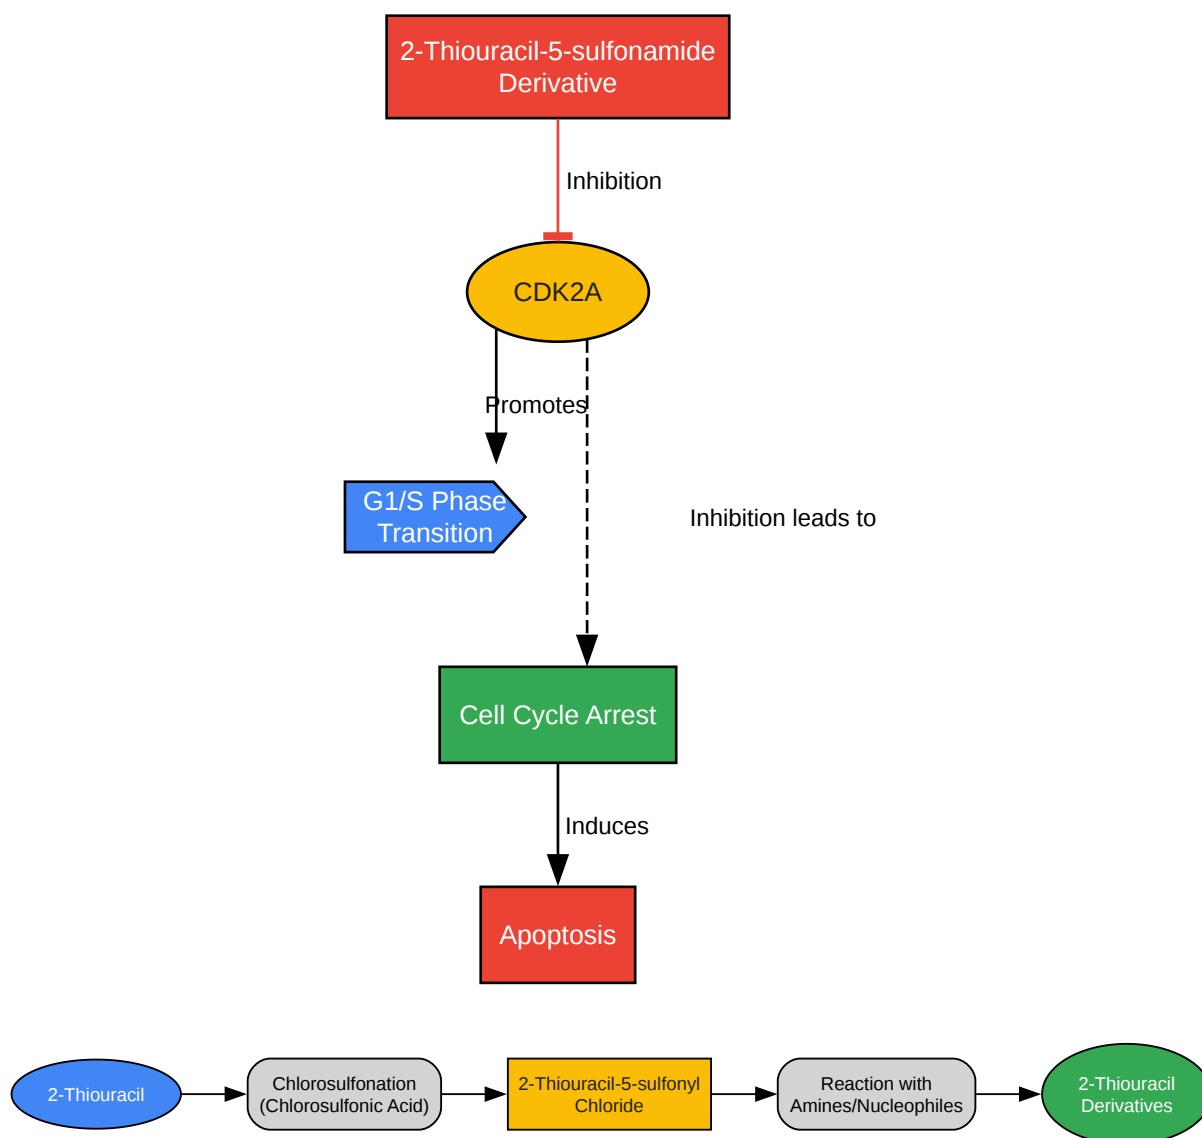 2-Thiouracil-5-sulfonamide
Derivative
Inhibition
CDK2A
Promotes
G1/S Phase
Transition
Inhibition leads to
Cell Cycle Arrest
Induces
Apoptosis
2-Thiouracil
Chlorosulfonation
(Chlorosulfonic Acid)
2-Thiouracil-5-sulfonyl
Chloride
Reaction with
Amines/Nucleophiles
2-Thiouracil
Derivatives